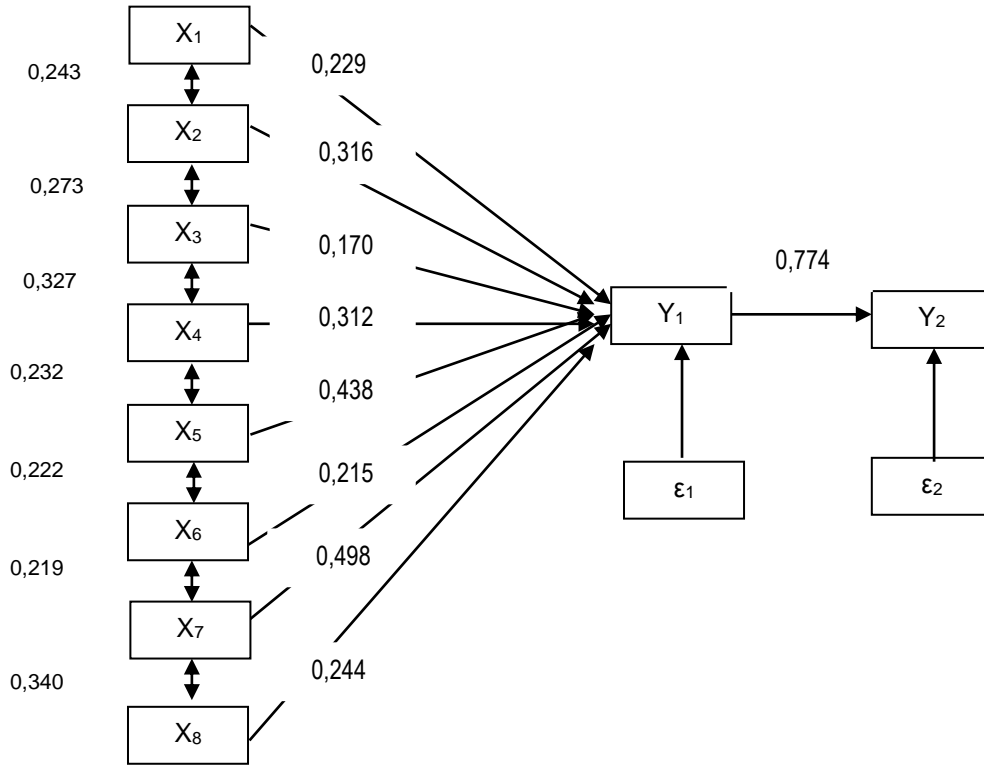 X₁
0,243
0,229
X₂
0,316
0,273
X₃
0,170
0,774
0,327
X₄
0,312
Y₁
Y₂
0,232
0,438
X₅
0,222
0,215
ε₁
ε₂
X₆
0,219
0,498
X₇
0,340
0,244
X₈